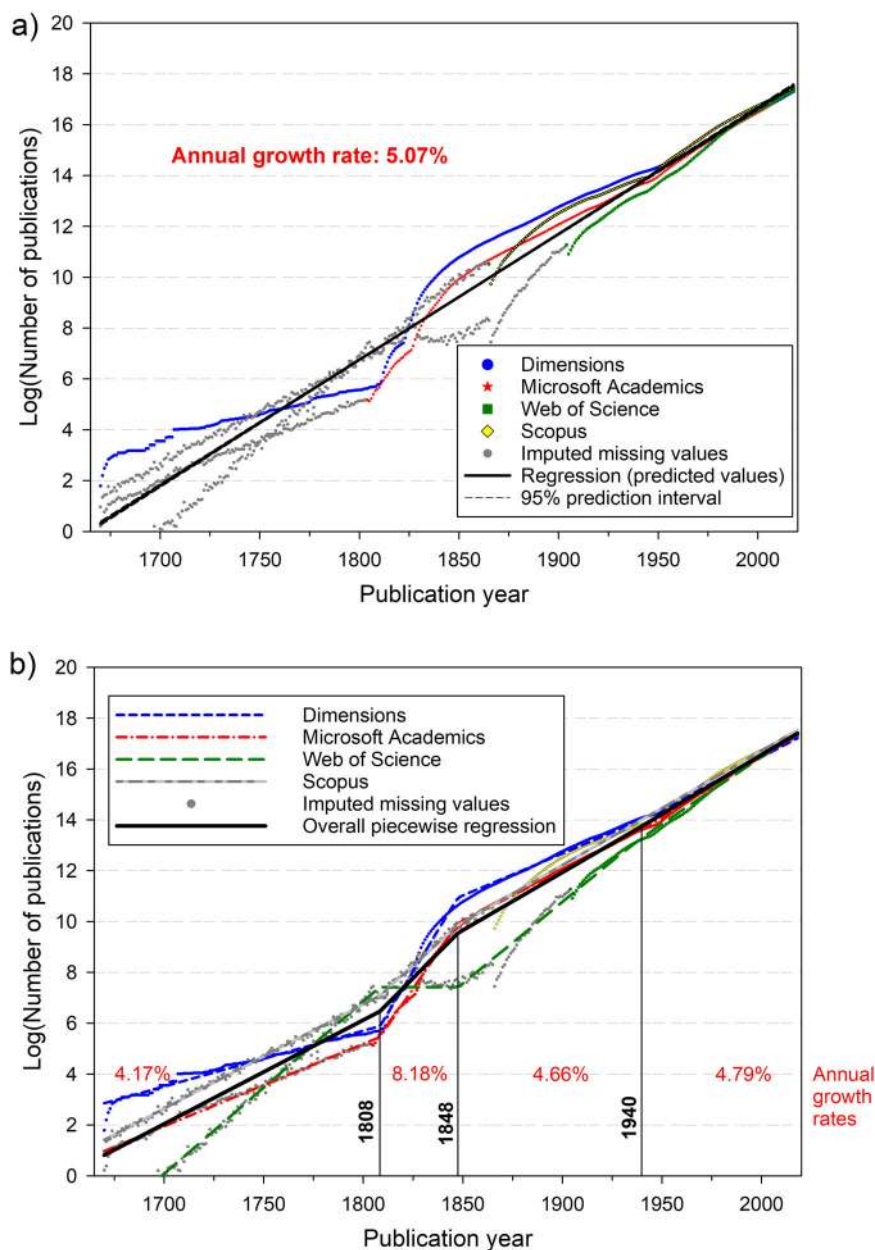 a)
20
18
16
14
12
10
8
6
4
2
0
Log(Number of publications)
Annual growth rate: 5.07%
Dimensions
Microsoft Academics
Web of Science
Scopus
Imputed missing values
Regression (predicted values)
95% prediction interval
1700 1750 1800 1850 1900 1950 2000
Publication year
b)
20
18
16
14
12
10
8
6
4
2
0
Log(Number of publications)
Dimensions
Microsoft Academics
Web of Science
Scopus
Imputed missing values
Overall piecewise regression
4.17% 8.18% 4.66% 4.79%
Annual
growth
rates
1808
1848
1940
1700 1750 1800 1850 1900 1950 2000
Publication year